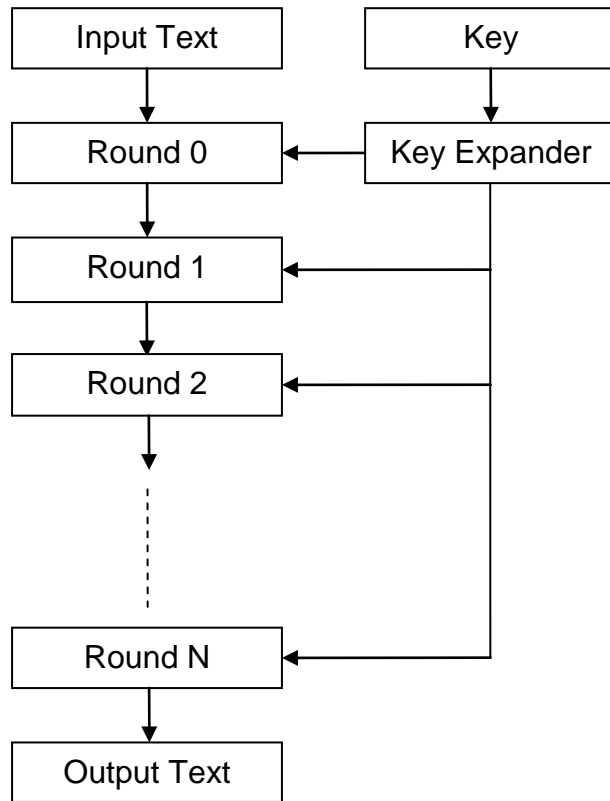 Input Text
Key
Round 0
Key Expander
Round 1
Round 2
Round N
Output Text